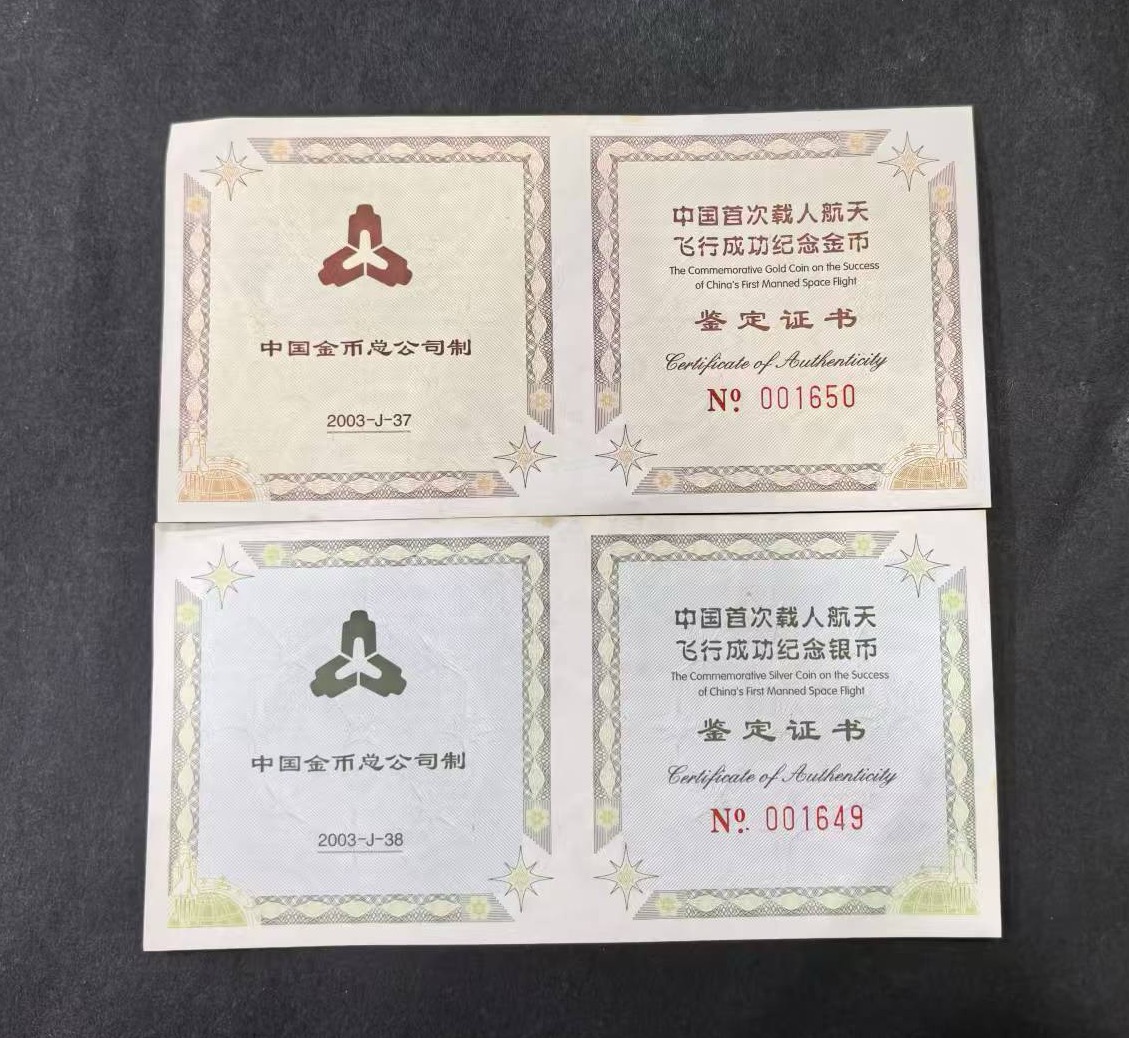 中国金币总公司制
2003-J-37
中国首次载人航天
飞行成功纪念金币
The Commemorative Gold Coin on the Success
of China's First Manned Space Flight
鉴定证书
Certificate of Authenticity
Nº 001650
中国金币总公司制
2003-J-38
中国首次载人航天
飞行成功纪念银币
The Commemorative Silver Coin on the Success
of China's First Manned Space Flight
鉴定证书
Certificate of Authenticity
Nº 001649